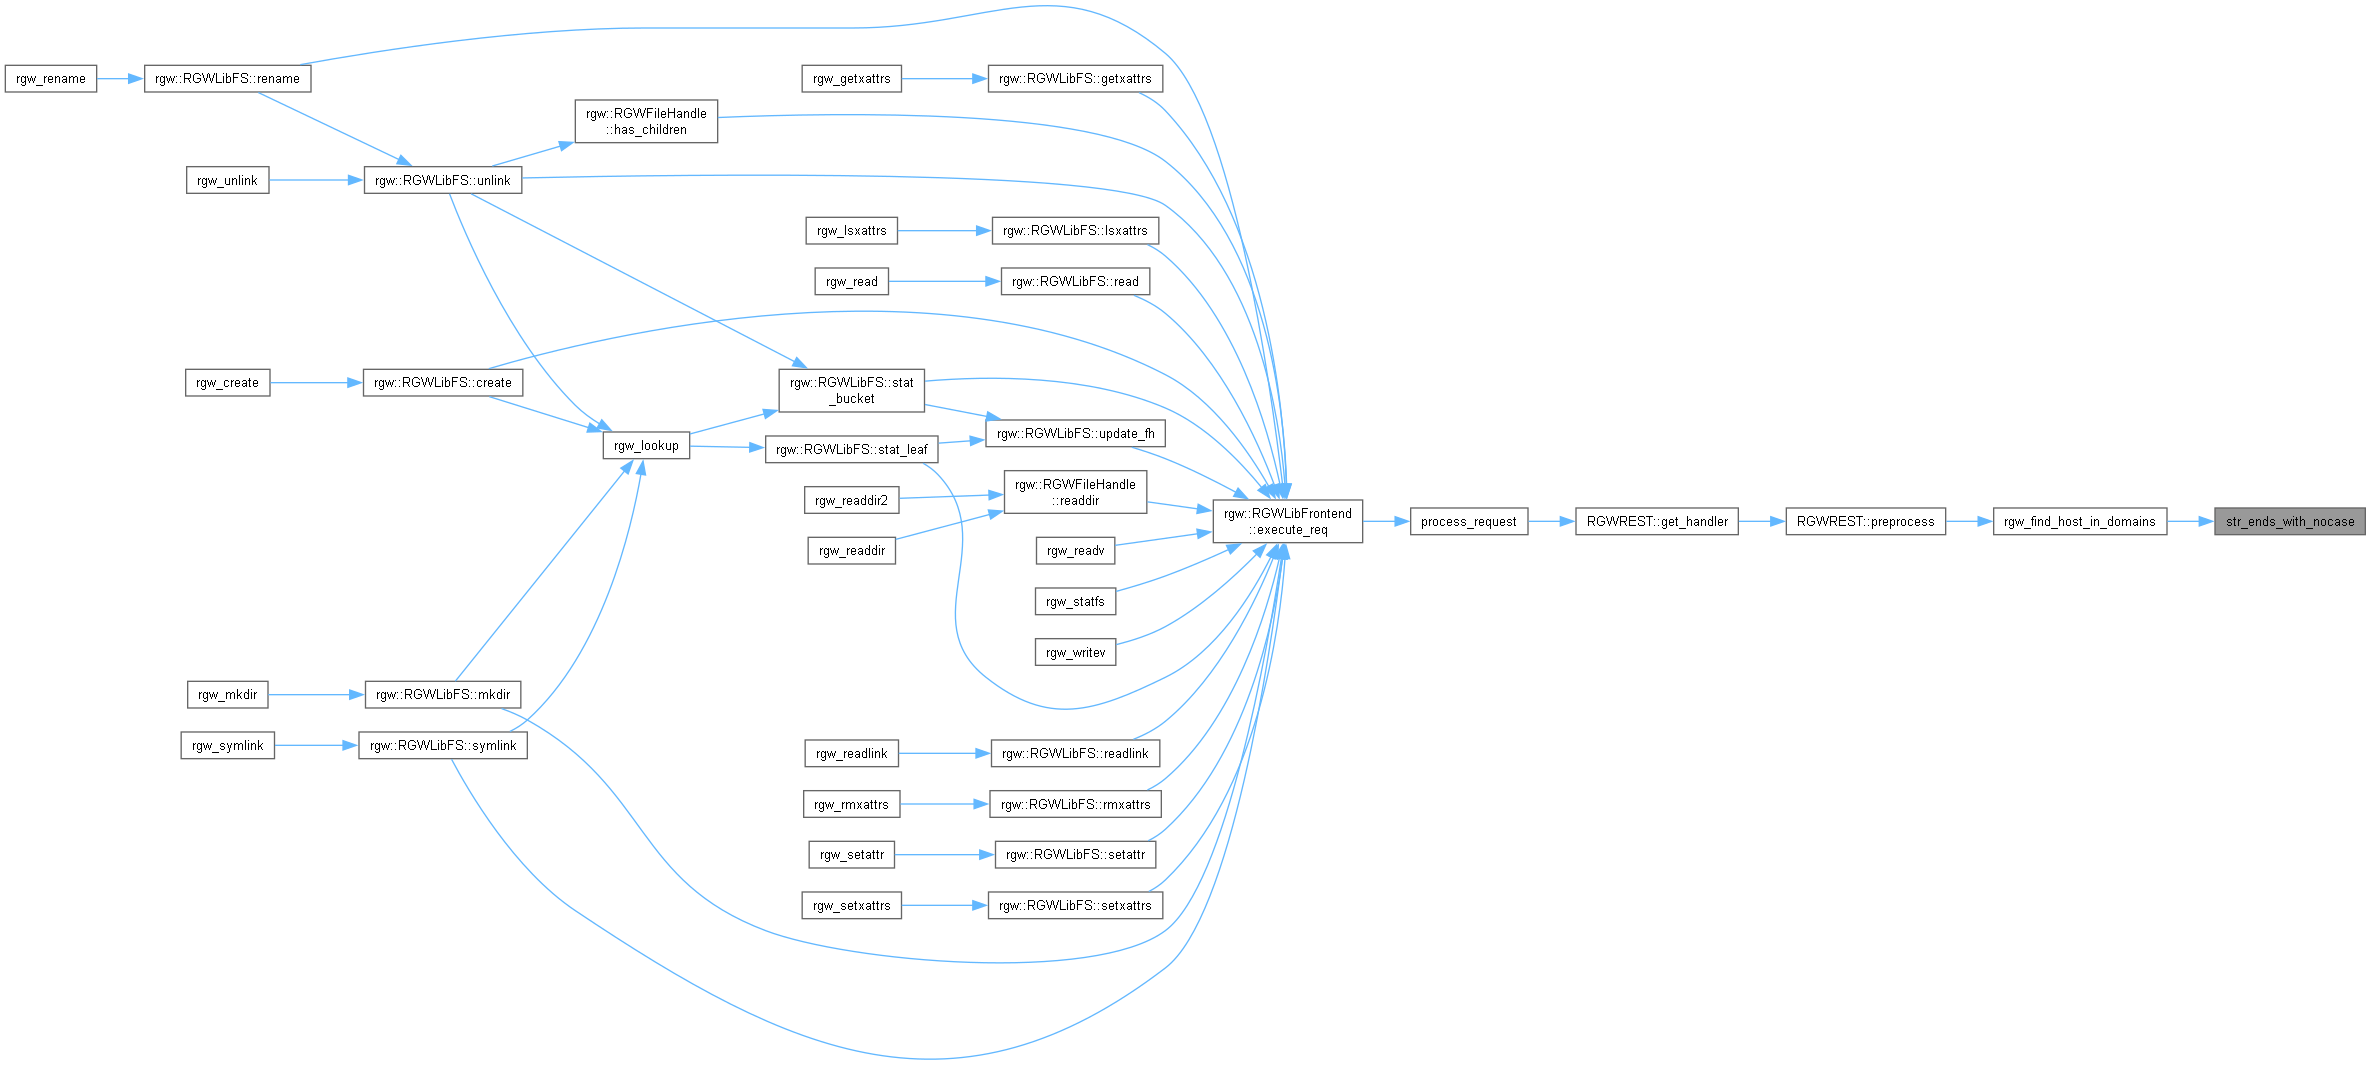 rgw_rename
rgw::RGWLibFS::rename
rgw_getxattrs
rgw::RGWLibFS::getxattrs
rgw::RGWFileHandle
::has_children
rgw_unlink
rgw::RGWLibFS::unlink
rgw_lsxattrs
rgw::RGWLibFS::lsxattrs
rgw_read
rgw::RGWLibFS::read
rgw_create
rgw::RGWLibFS::create
rgw::RGWLibFS::stat
_bucket
rgw::RGWLibFS::update_fh
rgw_lookup
rgw::RGWLibFS::stat_leaf
rgw::RGWFileHandle
::readdir
rgw_readdir2
rgw_readdir
rgw::RGWLibFrontend
::execute_req
process_request
RGWREST::get_handler
RGWREST::preprocess
rgw_find_host_in_domains
str_ends_with_nocase
rgw_readv
rgw_statfs
rgw_writev
rgw_mkdir
rgw::RGWLibFS::mkdir
rgw_symlink
rgw::RGWLibFS::symlink
rgw_readlink
rgw::RGWLibFS::readlink
rgw_rmxattrs
rgw::RGWLibFS::rmxattrs
rgw_setattr
rgw::RGWLibFS::setattr
rgw_setxattrs
rgw::RGWLibFS::setxattrs